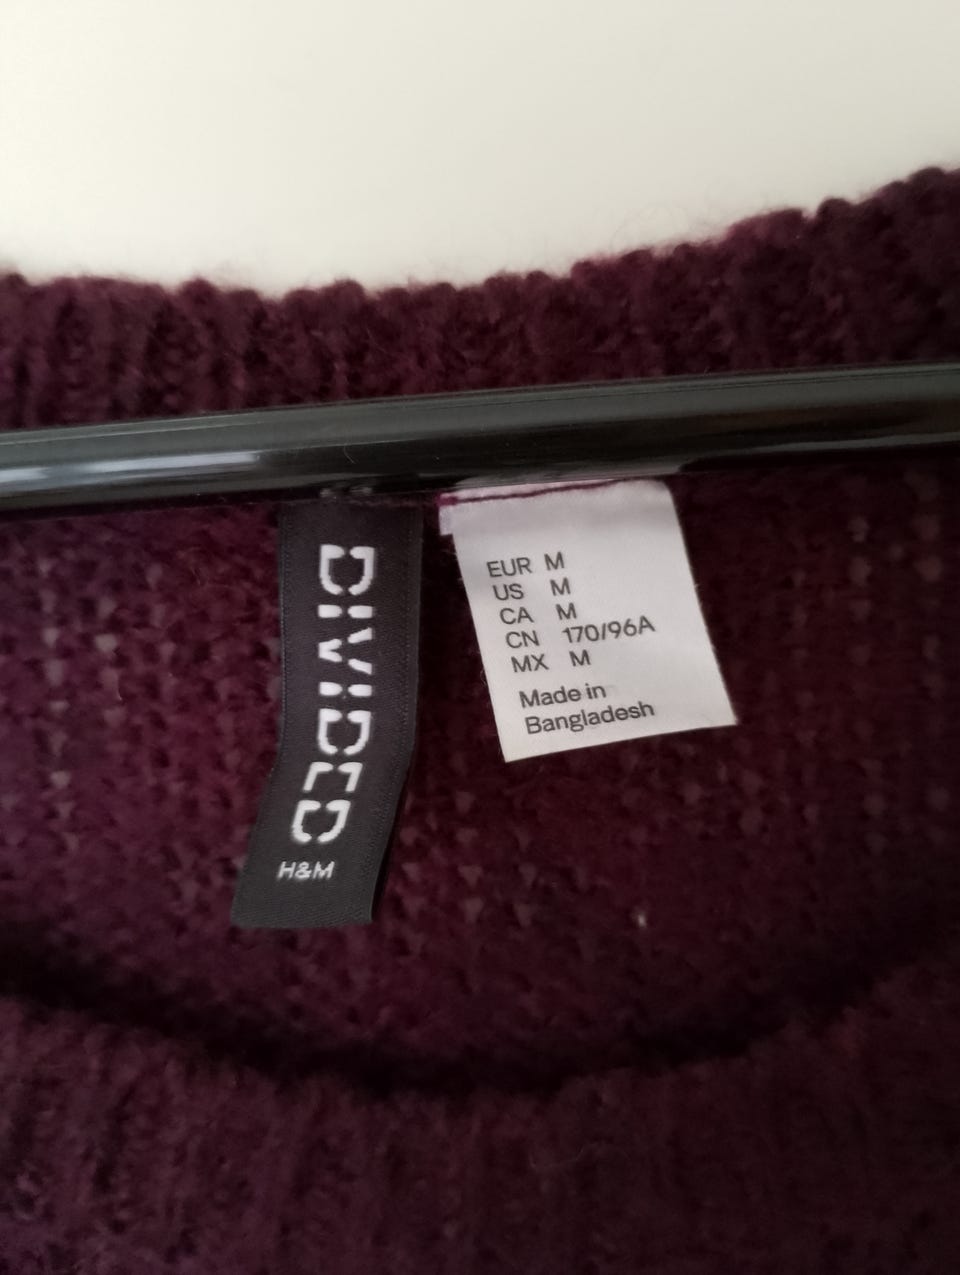 DIVIDED
H&M
EUR M
US M
CA M
CN 170/96A
MX M
Made in
Bangladesh